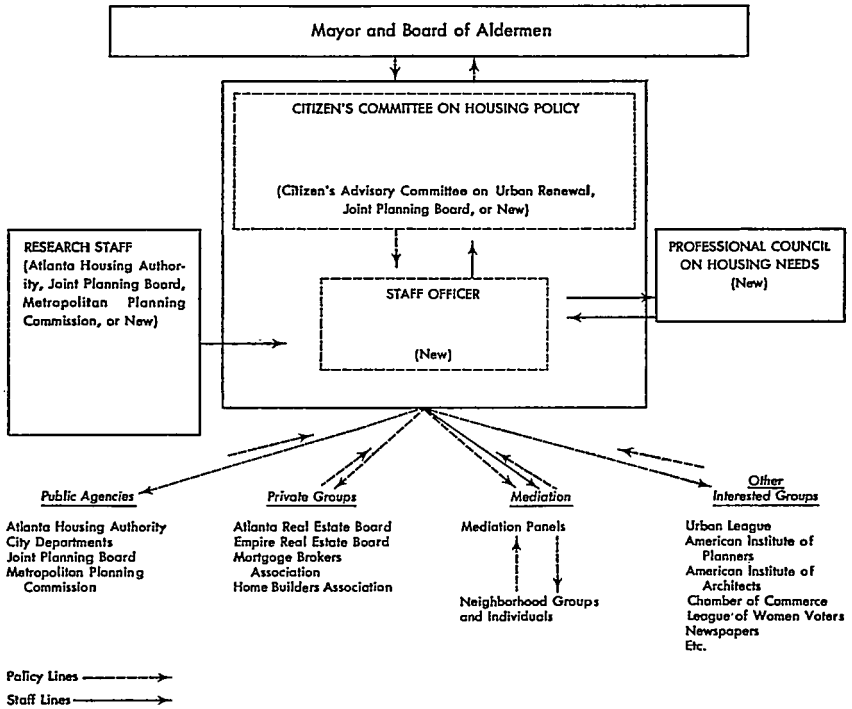 Mayor and Board of Aldermen
CITIZEN'S COMMITTEE ON HOUSING POLICY
(Citizen's Advisory Committee on Urban Renewal,
Joint Planning Board, or New)
RESEARCH STAFF
(Atlanta Housing Author-
ity, Joint Planning Board,
Metropolitan Planning
Commission, or New)
STAFF OFFICER
(New)
PROFESSIONAL COUNCIL
ON HOUSING NEEDS
(New)
Public Agencies
Atlanta Housing Authority
City Departments
Joint Planning Board
Metropolitan Planning
Commission
Private Groups
Atlanta Real Estate Board
Empire Real Estate Board
Mortgage Brokers
Association
Home Builders Association
Mediation
Mediation Panels
Neighborhood Groups
and Individuals
Other
Interested Groups
Urban League
American Institute of
Planners
American Institute of
Architects
Chamber of Commerce
League of Women Voters
Newspapers
Etc.
Policy Lines
Staff Lines